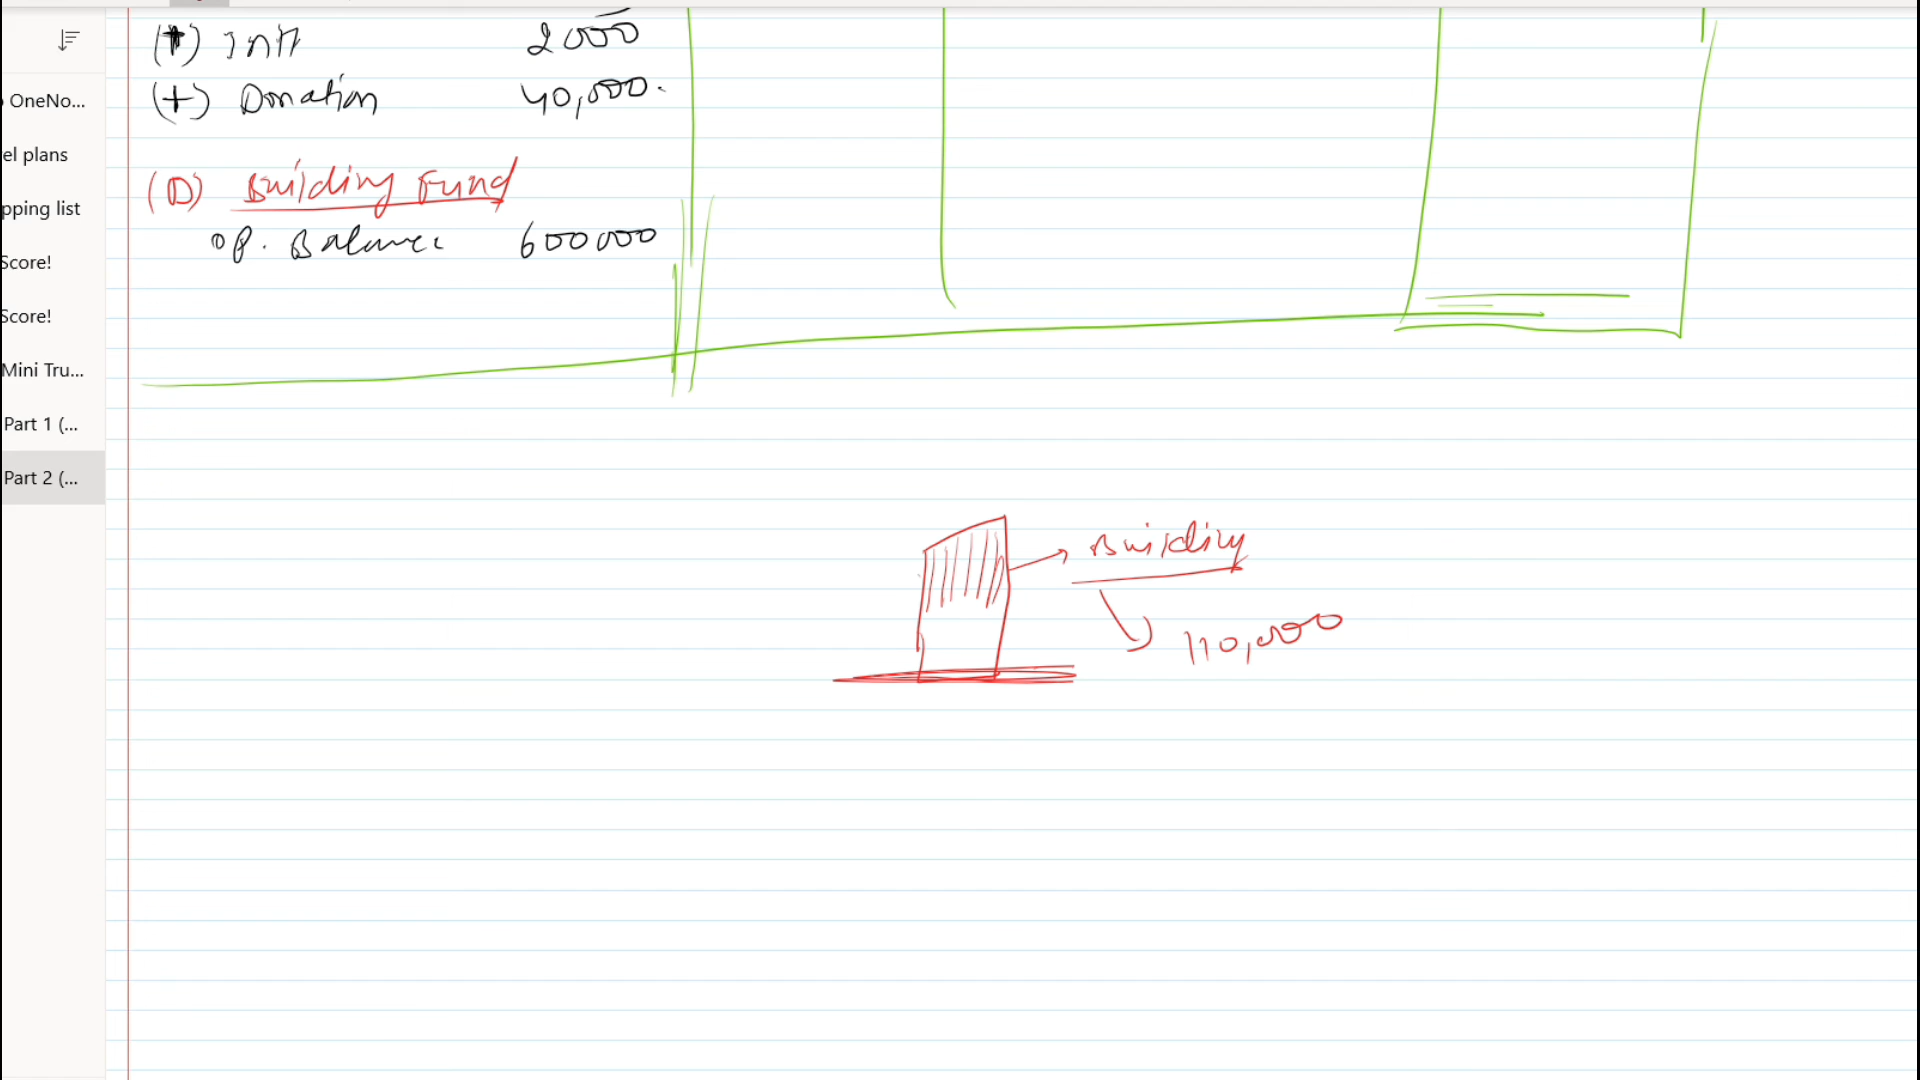 OneNo...
el plans
pping list
Score!
Score!
Mini Tru...
Part 1 (...
Part 2 (...
(+) Intt 2000
(+) Donation 40,000.
(D) Building Fund
op. Balance 600000
Building
110,000